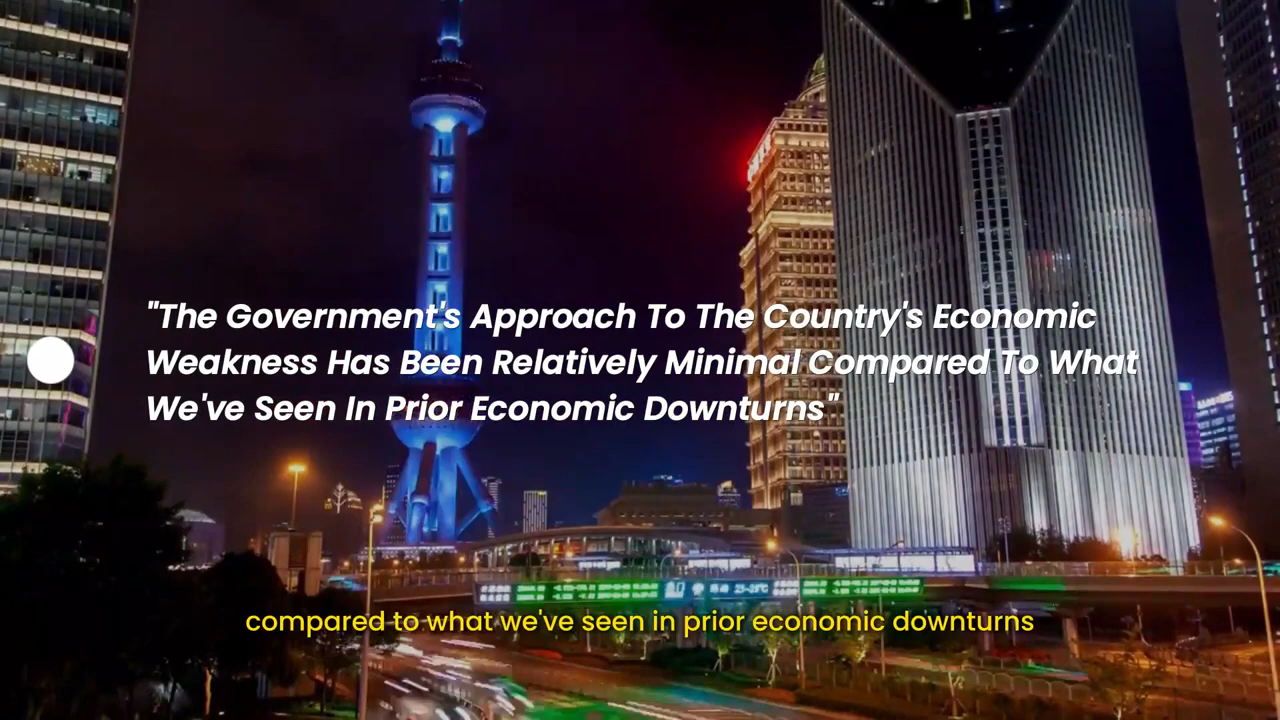 "The Government's Approach To The Country's Economic
Weakness Has Been Relatively Minimal Compared To What
We've Seen In Prior Economic Downturns"
compared to what we've seen in prior economic downturns